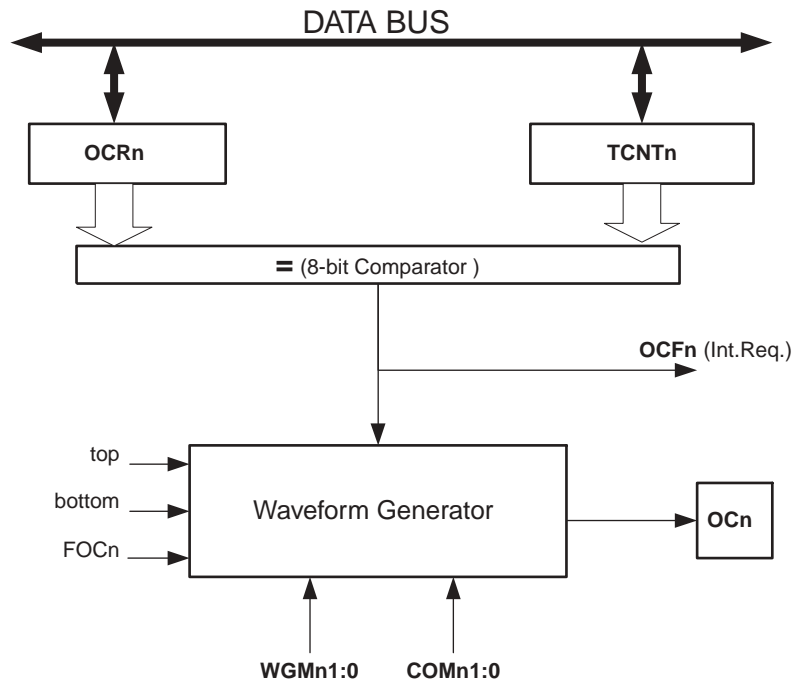 DATA BUS
OCRn
TCNTn
= (8-bit Comparator )
OCFn (Int.Req.)
top
bottom
FOCn
Waveform Generator
OCn
WGMn1:0
COMn1:0